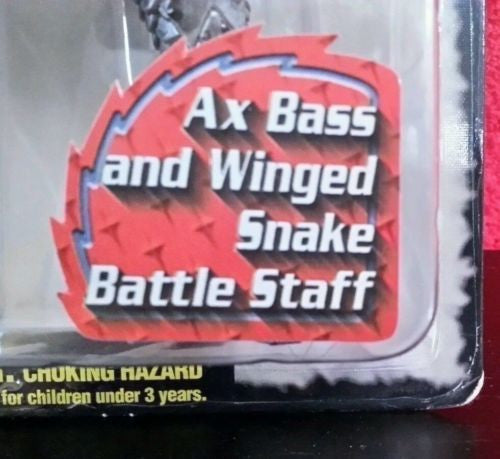 Ax Bass
and Winged
Snake
Battle Staff
CHOKING HAZARD
for children under 3 years.